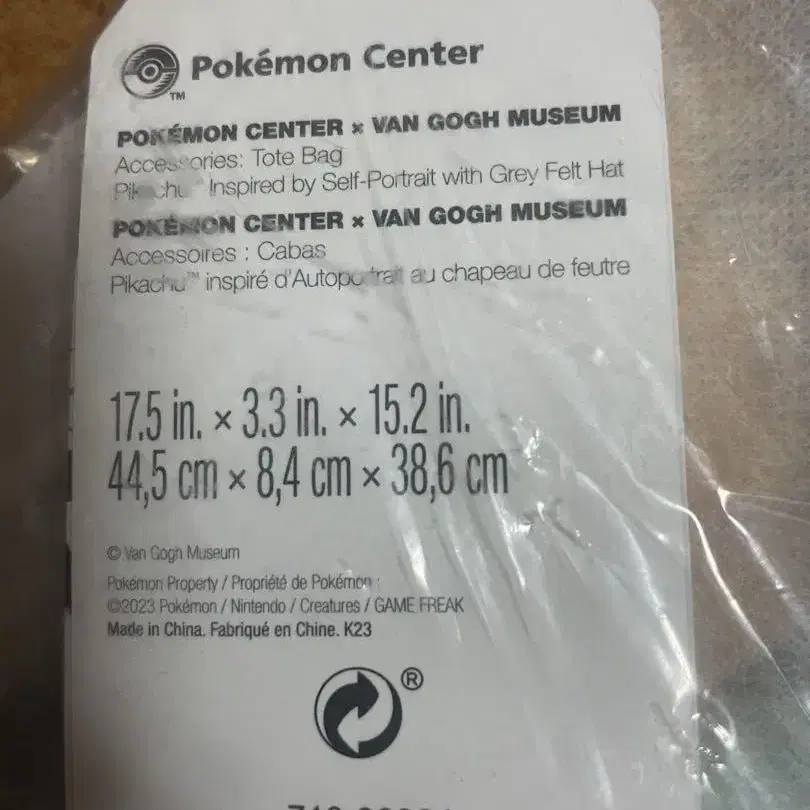 Pokémon Center
TM
POKÉMON CENTER × VAN GOGH MUSEUM
Accessories: Tote Bag
Pikachu™ Inspired by Self-Portrait with Grey Felt Hat
POKÉMON CENTER × VAN GOGH MUSEUM
Accessoires : Cabas
Pikachu™ inspiré d'Autoportrait au chapeau de feutre
17.5 in. × 3.3 in. × 15.2 in.
44,5 cm × 8,4 cm × 38,6 cm
© Van Gogh Museum
Pokémon Property / Propriété de Pokémon :
©2023 Pokémon / Nintendo / Creatures / GAME FREAK
Made in China. Fabriqué en Chine. K23
®